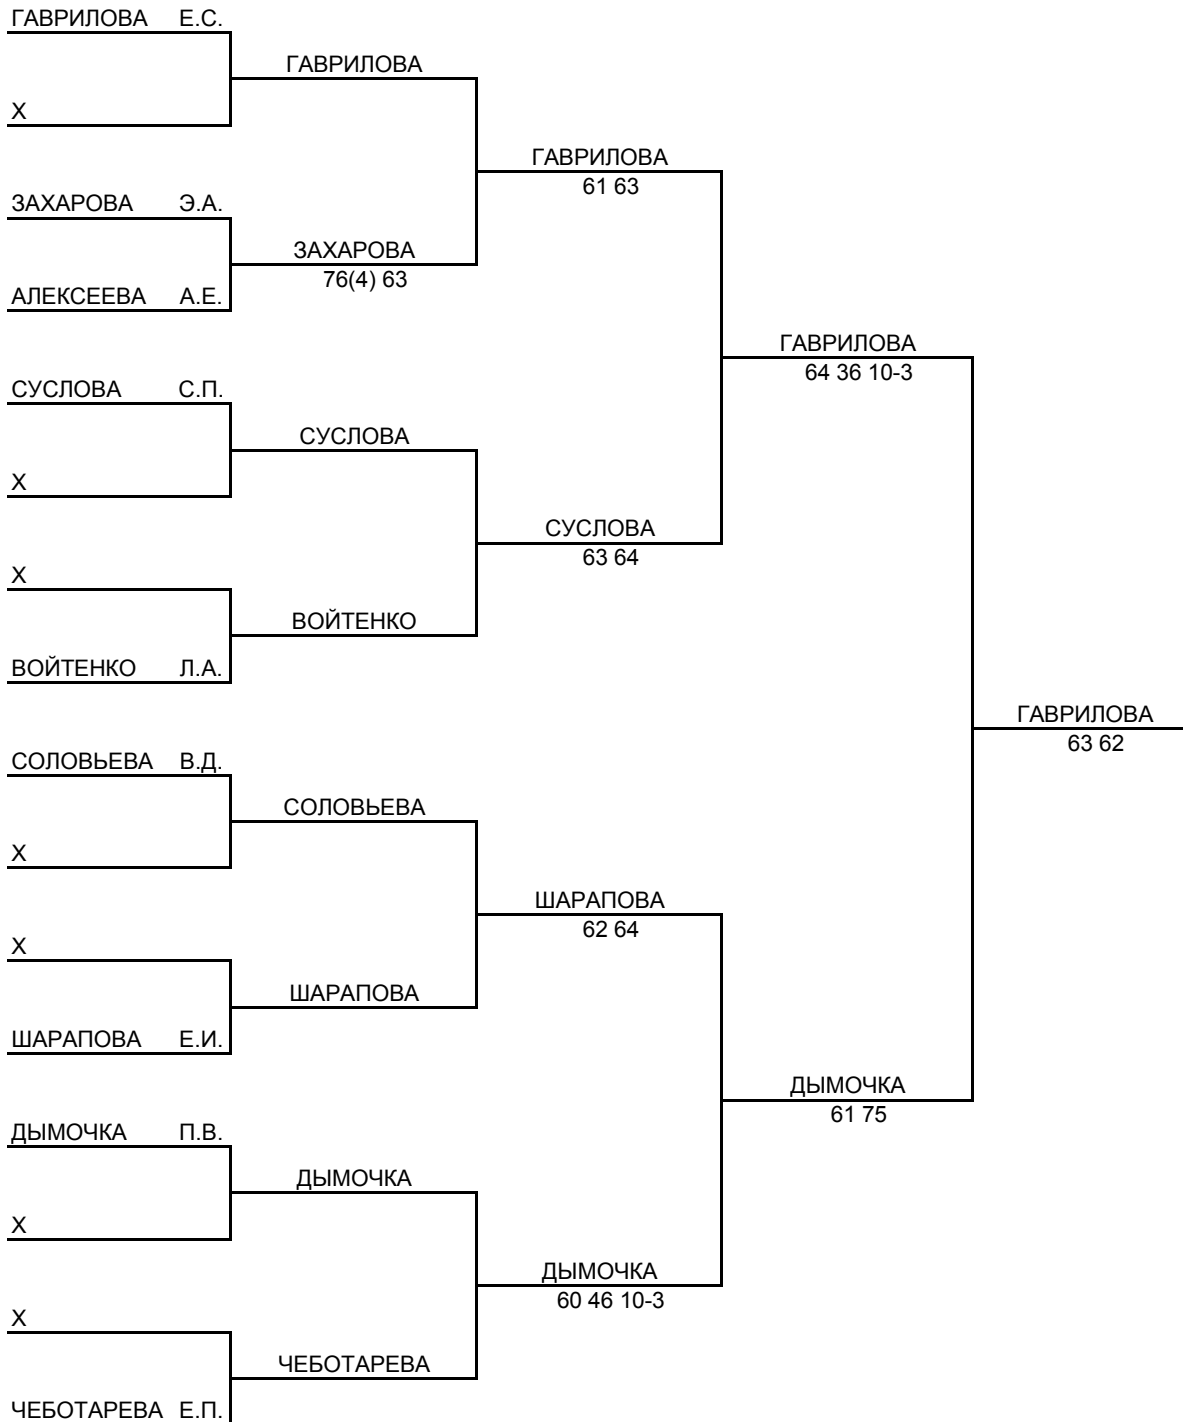 ГАВРИЛОВА Е.С.
ГАВРИЛОВА
Х
ГАВРИЛОВА
61 63
ЗАХАРОВА Э.А.
ЗАХАРОВА
76(4) 63
АЛЕКСЕЕВА А.Е.
ГАВРИЛОВА
64 36 10-3
СУСЛОВА С.П.
СУСЛОВА
Х
СУСЛОВА
63 64
Х
ВОЙТЕНКО
ВОЙТЕНКО Л.А.
ГАВРИЛОВА
63 62
СОЛОВЬЕВА В.Д.
СОЛОВЬЕВА
Х
ШАРАПОВА
62 64
Х
ШАРАПОВА
ШАРАПОВА Е.И.
ДЫМОЧКА
61 75
ДЫМОЧКА П.В.
ДЫМОЧКА
Х
ДЫМОЧКА
60 46 10-3
Х
ЧЕБОТАРЕВА
ЧЕБОТАРЕВА Е.П.